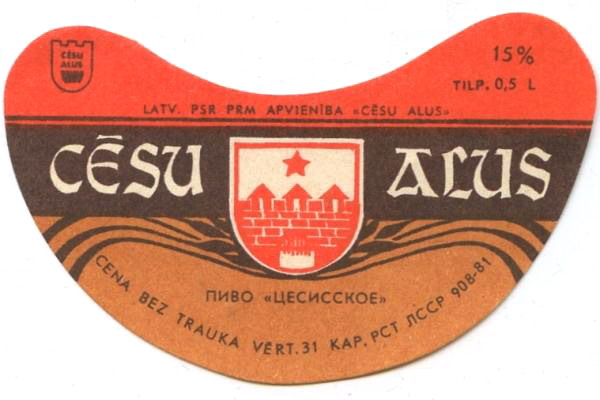 CĒSU
ALUS
15%
TILP. 0,5 L
LATV. PSR PRM APVIENĪBA «CĒSU ALUS»
CĒSU ALUS
ПИВО «ЦЕСИССКОЕ»
CENA BEZ TRAUKA VĒRT. 31 КАР. РСТ ЛССР 908-81